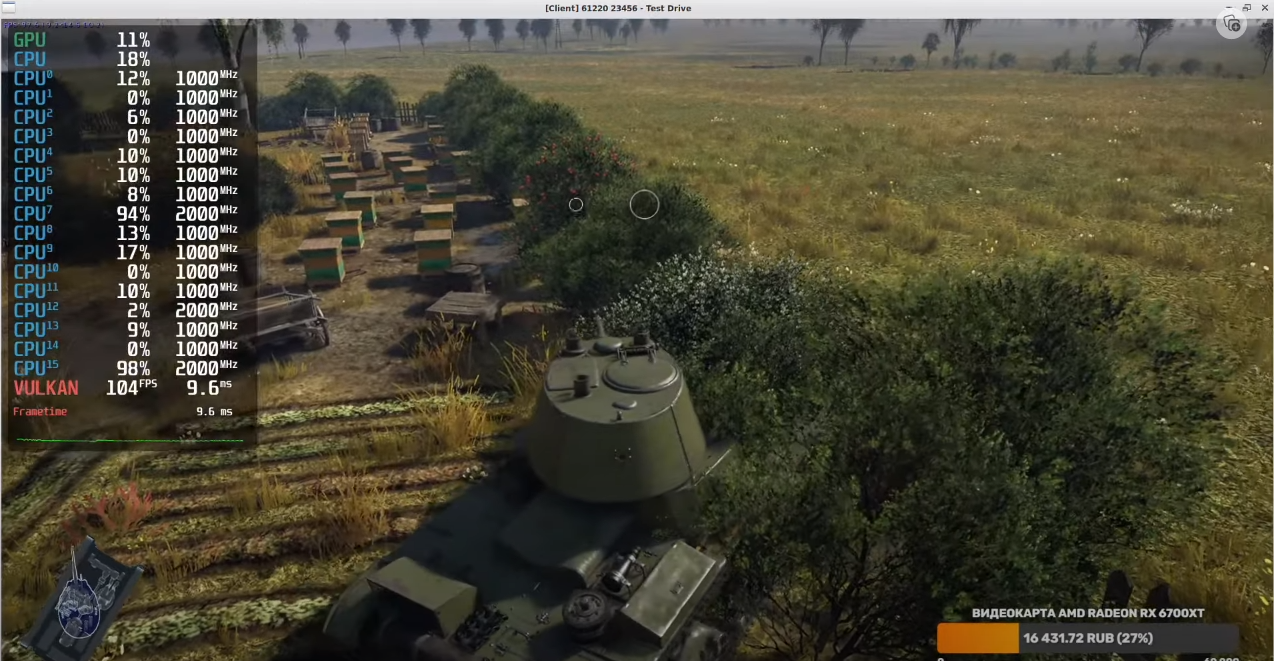 [Client] 61220 23456 - Test Drive
GPU 11%
CPU 18%
CPU0 12% 1000MHz
CPU1 0% 1000MHz
CPU2 6% 1000MHz
CPU3 0% 1000MHz
CPU4 10% 1000MHz
CPU5 10% 1000MHz
CPU6 8% 1000MHz
CPU7 94% 2000MHz
CPU8 13% 1000MHz
CPU9 17% 1000MHz
CPU10 0% 1000MHz
CPU11 10% 1000MHz
CPU12 2% 2000MHz
CPU13 9% 1000MHz
CPU14 0% 1000MHz
CPU15 98% 2000MHz
VULKAN 104FPS 9.6ms
Frametime 9.6 ms
ВИДЕОКАРТА AMD RADEON RX 6700XT
16 431.72 RUB (27%)